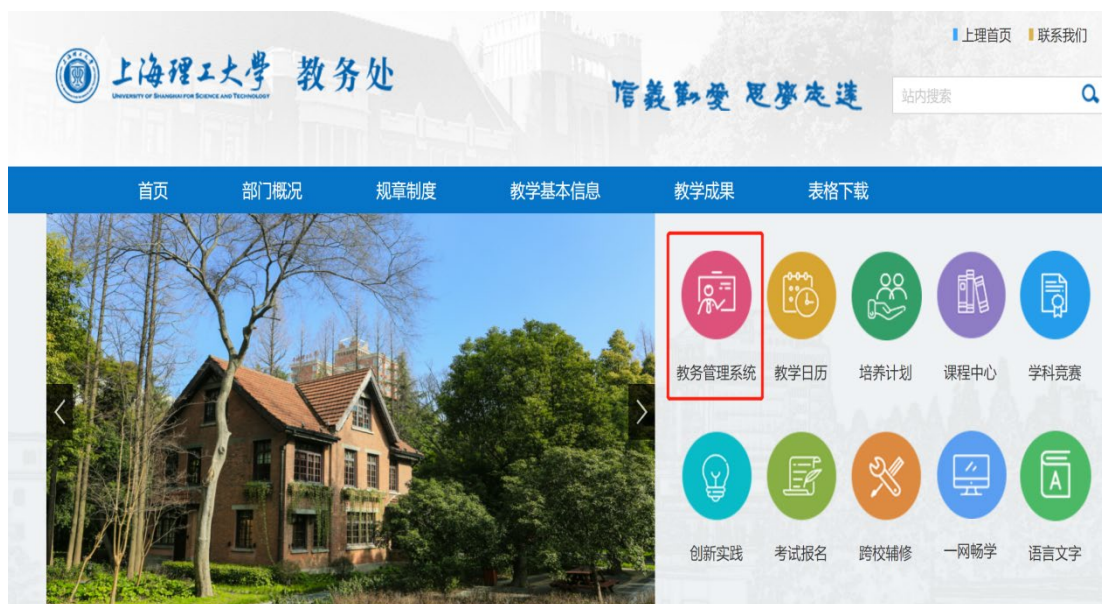 上理首页 联系我们
上海理工大学 教务处
UNIVERSITY OF SHANGHAI FOR SCIENCE AND TECHNOLOGY
信義勤愛 思學志遠
站内搜索
首页 部门概况 规章制度 教学基本信息 教学成果 表格下载
教务管理系统 教学日历 培养计划 课程中心 学科竞赛
创新实践 考试报名 跨校辅修 一网畅学 语言文字